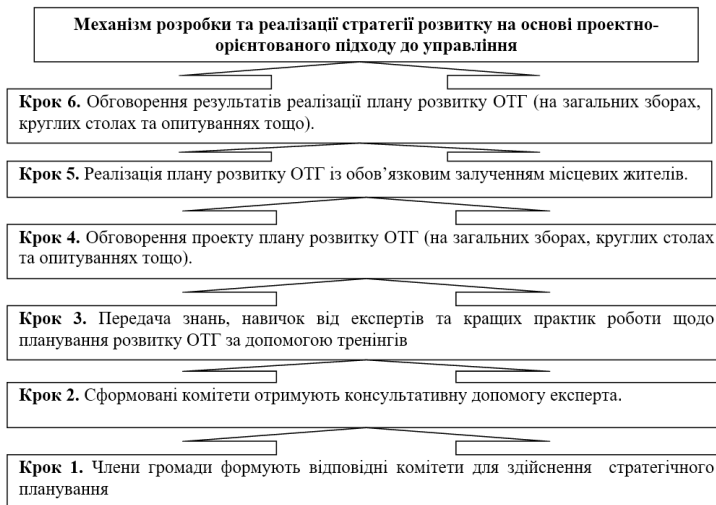 Механізм розробки та реалізації стратегії розвитку на основі проектно-
орієнтованого підходу до управління
Крок 6. Обговорення результатів реалізації плану розвитку ОТГ (на загальних зборах,
круглих столах та опитуваннях тощо).
Крок 5. Реалізація плану розвитку ОТГ із обов’язковим залученням місцевих жителів.
Крок 4. Обговорення проекту плану розвитку ОТГ (на загальних зборах, круглих столах
та опитуваннях тощо).
Крок 3. Передача знань, навичок від експертів та кращих практик роботи щодо
планування розвитку ОТГ за допомогою тренінгів
Крок 2. Сформовані комітети отримують консультативну допомогу експерта.
Крок 1. Члени громади формують відповідні комітети для здійснення стратегічного
планування